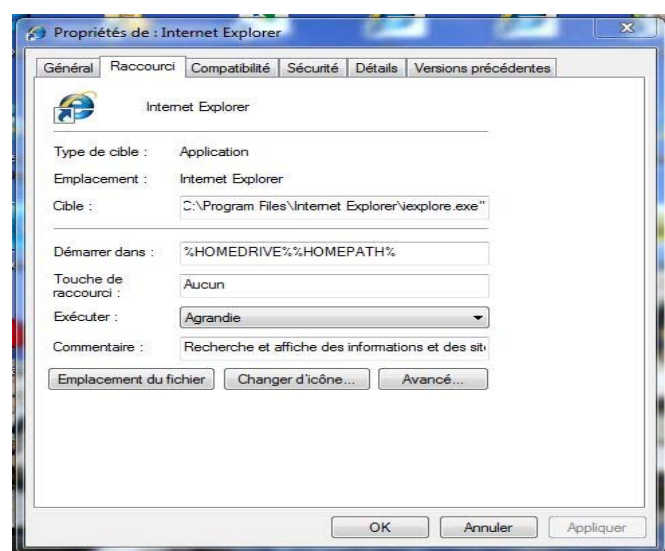 Propriétés de : Internet Explorer
Général Raccourci Compatibilité Sécurité Détails Versions précédentes
Internet Explorer
Type de cible : Application
Emplacement : Internet Explorer
Cible : C:\Program Files\Internet Explorer\iexplore.exe"
Démarrer dans : %HOMEDRIVE%%HOMEPATH%
Touche de
raccourci : Aucun
Exécuter : Agrandie
Commentaire : Recherche et affiche des informations et des sit
Emplacement du fichier Changer d'icône... Avancé...
OK Annuler Appliquer